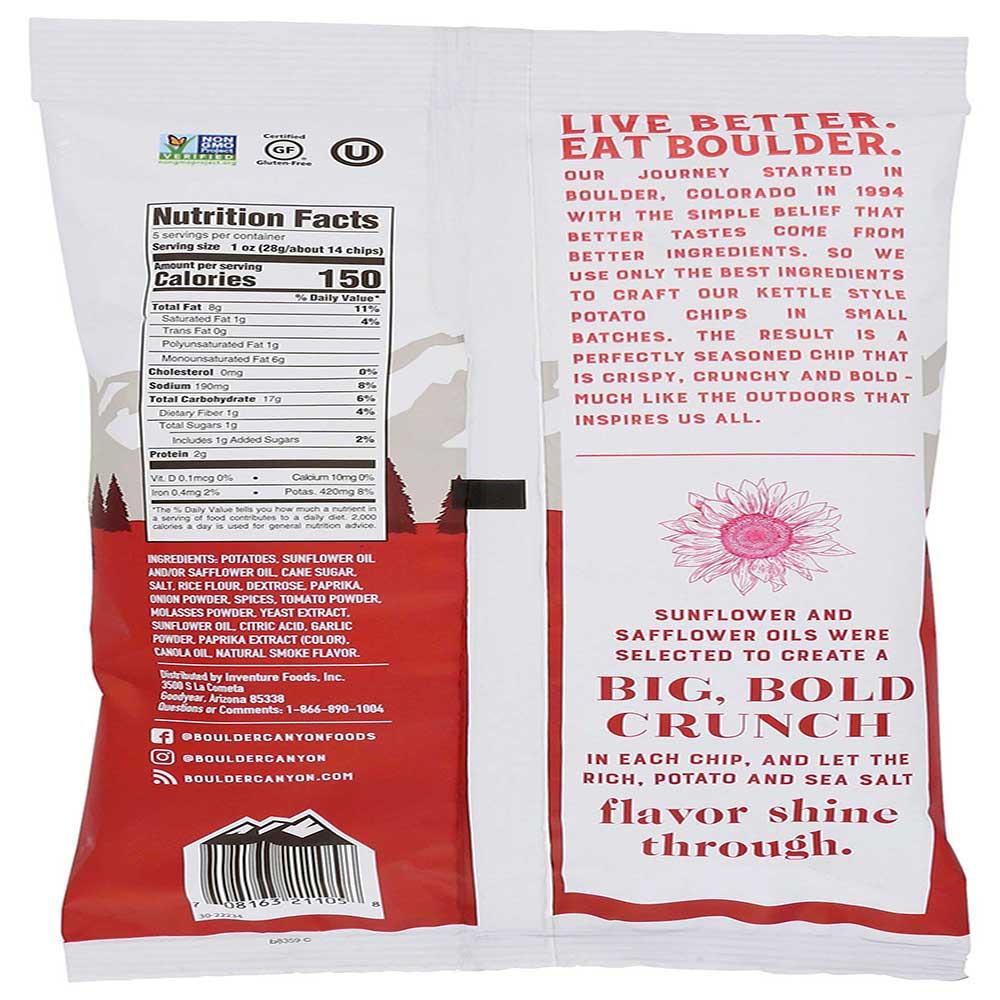 NON
GMO
Project
VERIFIED
nongmoproject.org
Certified
GF
Gluten-Free
U
Nutrition Facts
5 servings per container
Serving size 1 oz (28g/about 14 chips)
Amount per serving
Calories 150
% Daily Value*
Total Fat 8g 11%
Saturated Fat 1g 4%
Trans Fat 0g
Polyunsaturated Fat 1g
Monounsaturated Fat 6g
Cholesterol 0mg 0%
Sodium 190mg 8%
Total Carbohydrate 17g 6%
Dietary Fiber 1g 4%
Total Sugars 1g
Includes 1g Added Sugars 2%
Protein 2g
Vit. D 0.1mcg 0% • Calcium 10mg 0%
Iron 0.4mg 2% • Potas. 420mg 8%
*The % Daily Value tells you how much a nutrient in
a serving of food contributes to a daily diet. 2,000
calories a day is used for general nutrition advice.
INGREDIENTS: POTATOES, SUNFLOWER OIL
AND/OR SAFFLOWER OIL, CANE SUGAR,
SALT, RICE FLOUR, DEXTROSE, PAPRIKA,
ONION POWDER, SPICES, TOMATO POWDER,
MOLASSES POWDER, YEAST EXTRACT,
SUNFLOWER OIL, CITRIC ACID, GARLIC
POWDER, PAPRIKA EXTRACT (COLOR),
CANOLA OIL, NATURAL SMOKE FLAVOR.
Distributed by Inventure Foods, Inc.
3500 S La Cometa
Goodyear, Arizona 85338
Questions or Comments: 1-866-890-1004
@BOULDERCANYONFOODS
@BOULDERCANYON
BOULDERCANYON.COM
7 08163 21105 8
30-22234
b8359 C
LIVE BETTER.
EAT BOULDER.
OUR JOURNEY STARTED IN
BOULDER, COLORADO IN 1994
WITH THE SIMPLE BELIEF THAT
BETTER TASTES COME FROM
BETTER INGREDIENTS. SO WE
USE ONLY THE BEST INGREDIENTS
TO CRAFT OUR KETTLE STYLE
POTATO CHIPS IN SMALL
BATCHES. THE RESULT IS A
PERFECTLY SEASONED CHIP THAT
IS CRISPY, CRUNCHY AND BOLD -
MUCH LIKE THE OUTDOORS THAT
INSPIRES US ALL.
SUNFLOWER AND
SAFFLOWER OILS WERE
SELECTED TO CREATE A
BIG, BOLD
CRUNCH
IN EACH CHIP, AND LET THE
RICH, POTATO AND SEA SALT
flavor shine
through.